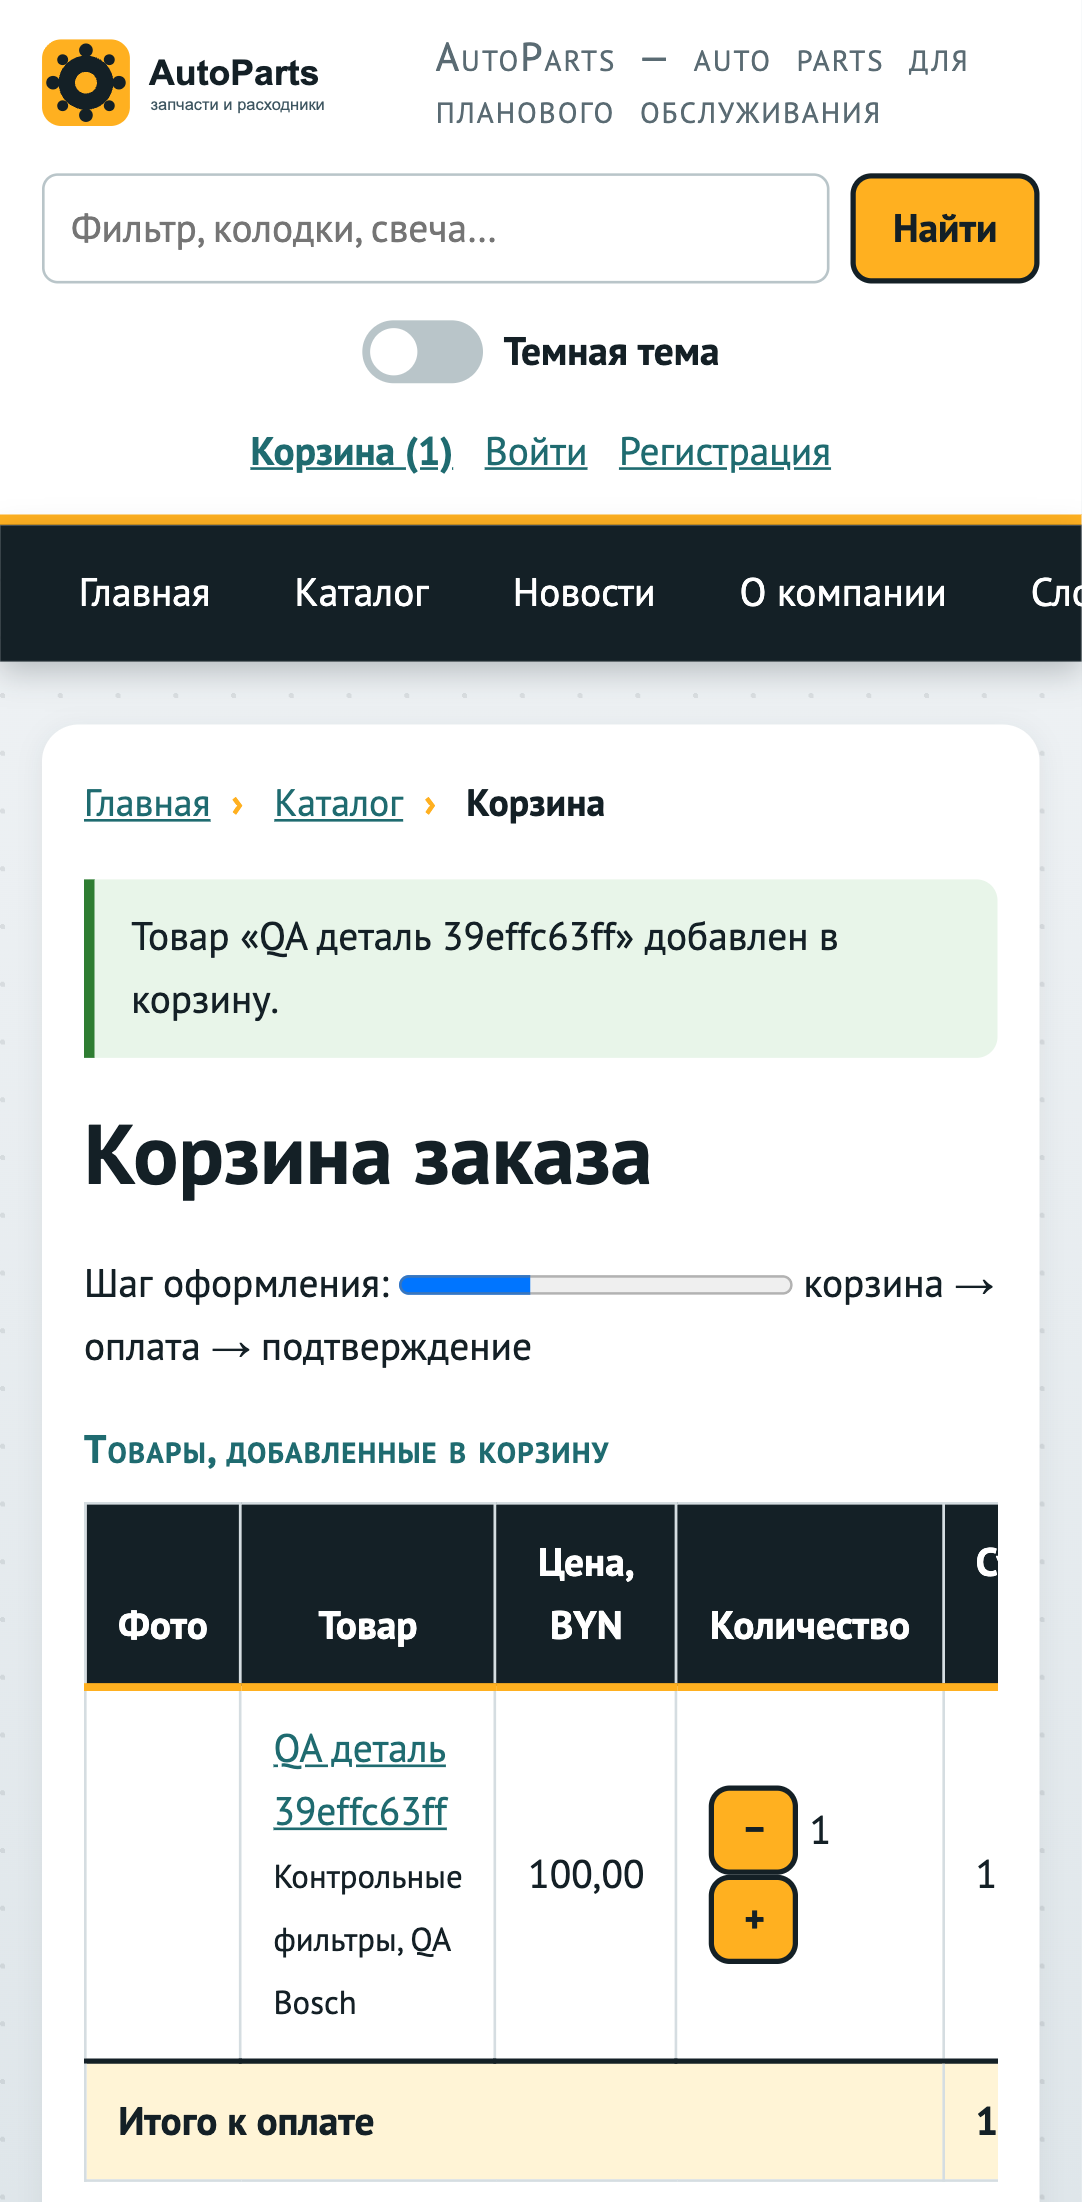 AutoParts
запчасти и расходники
AutoParts — auto parts для
планового обслуживания
Фильтр, колодки, свеча...
Найти
Темная тема
Корзина (1) Войти Регистрация
Главная Каталог Новости О компании
Главная › Каталог › Корзина
Товар «QA деталь 39effc63ff» добавлен в
корзину.
Корзина заказа
Шаг оформления: корзина →
оплата → подтверждение
Товары, добавленные в корзину
Фото Товар Цена, BYN Количество
QA деталь
39effc63ff
Контрольные
фильтры, QA
Bosch
100,00
− 1
+
Итого к оплате